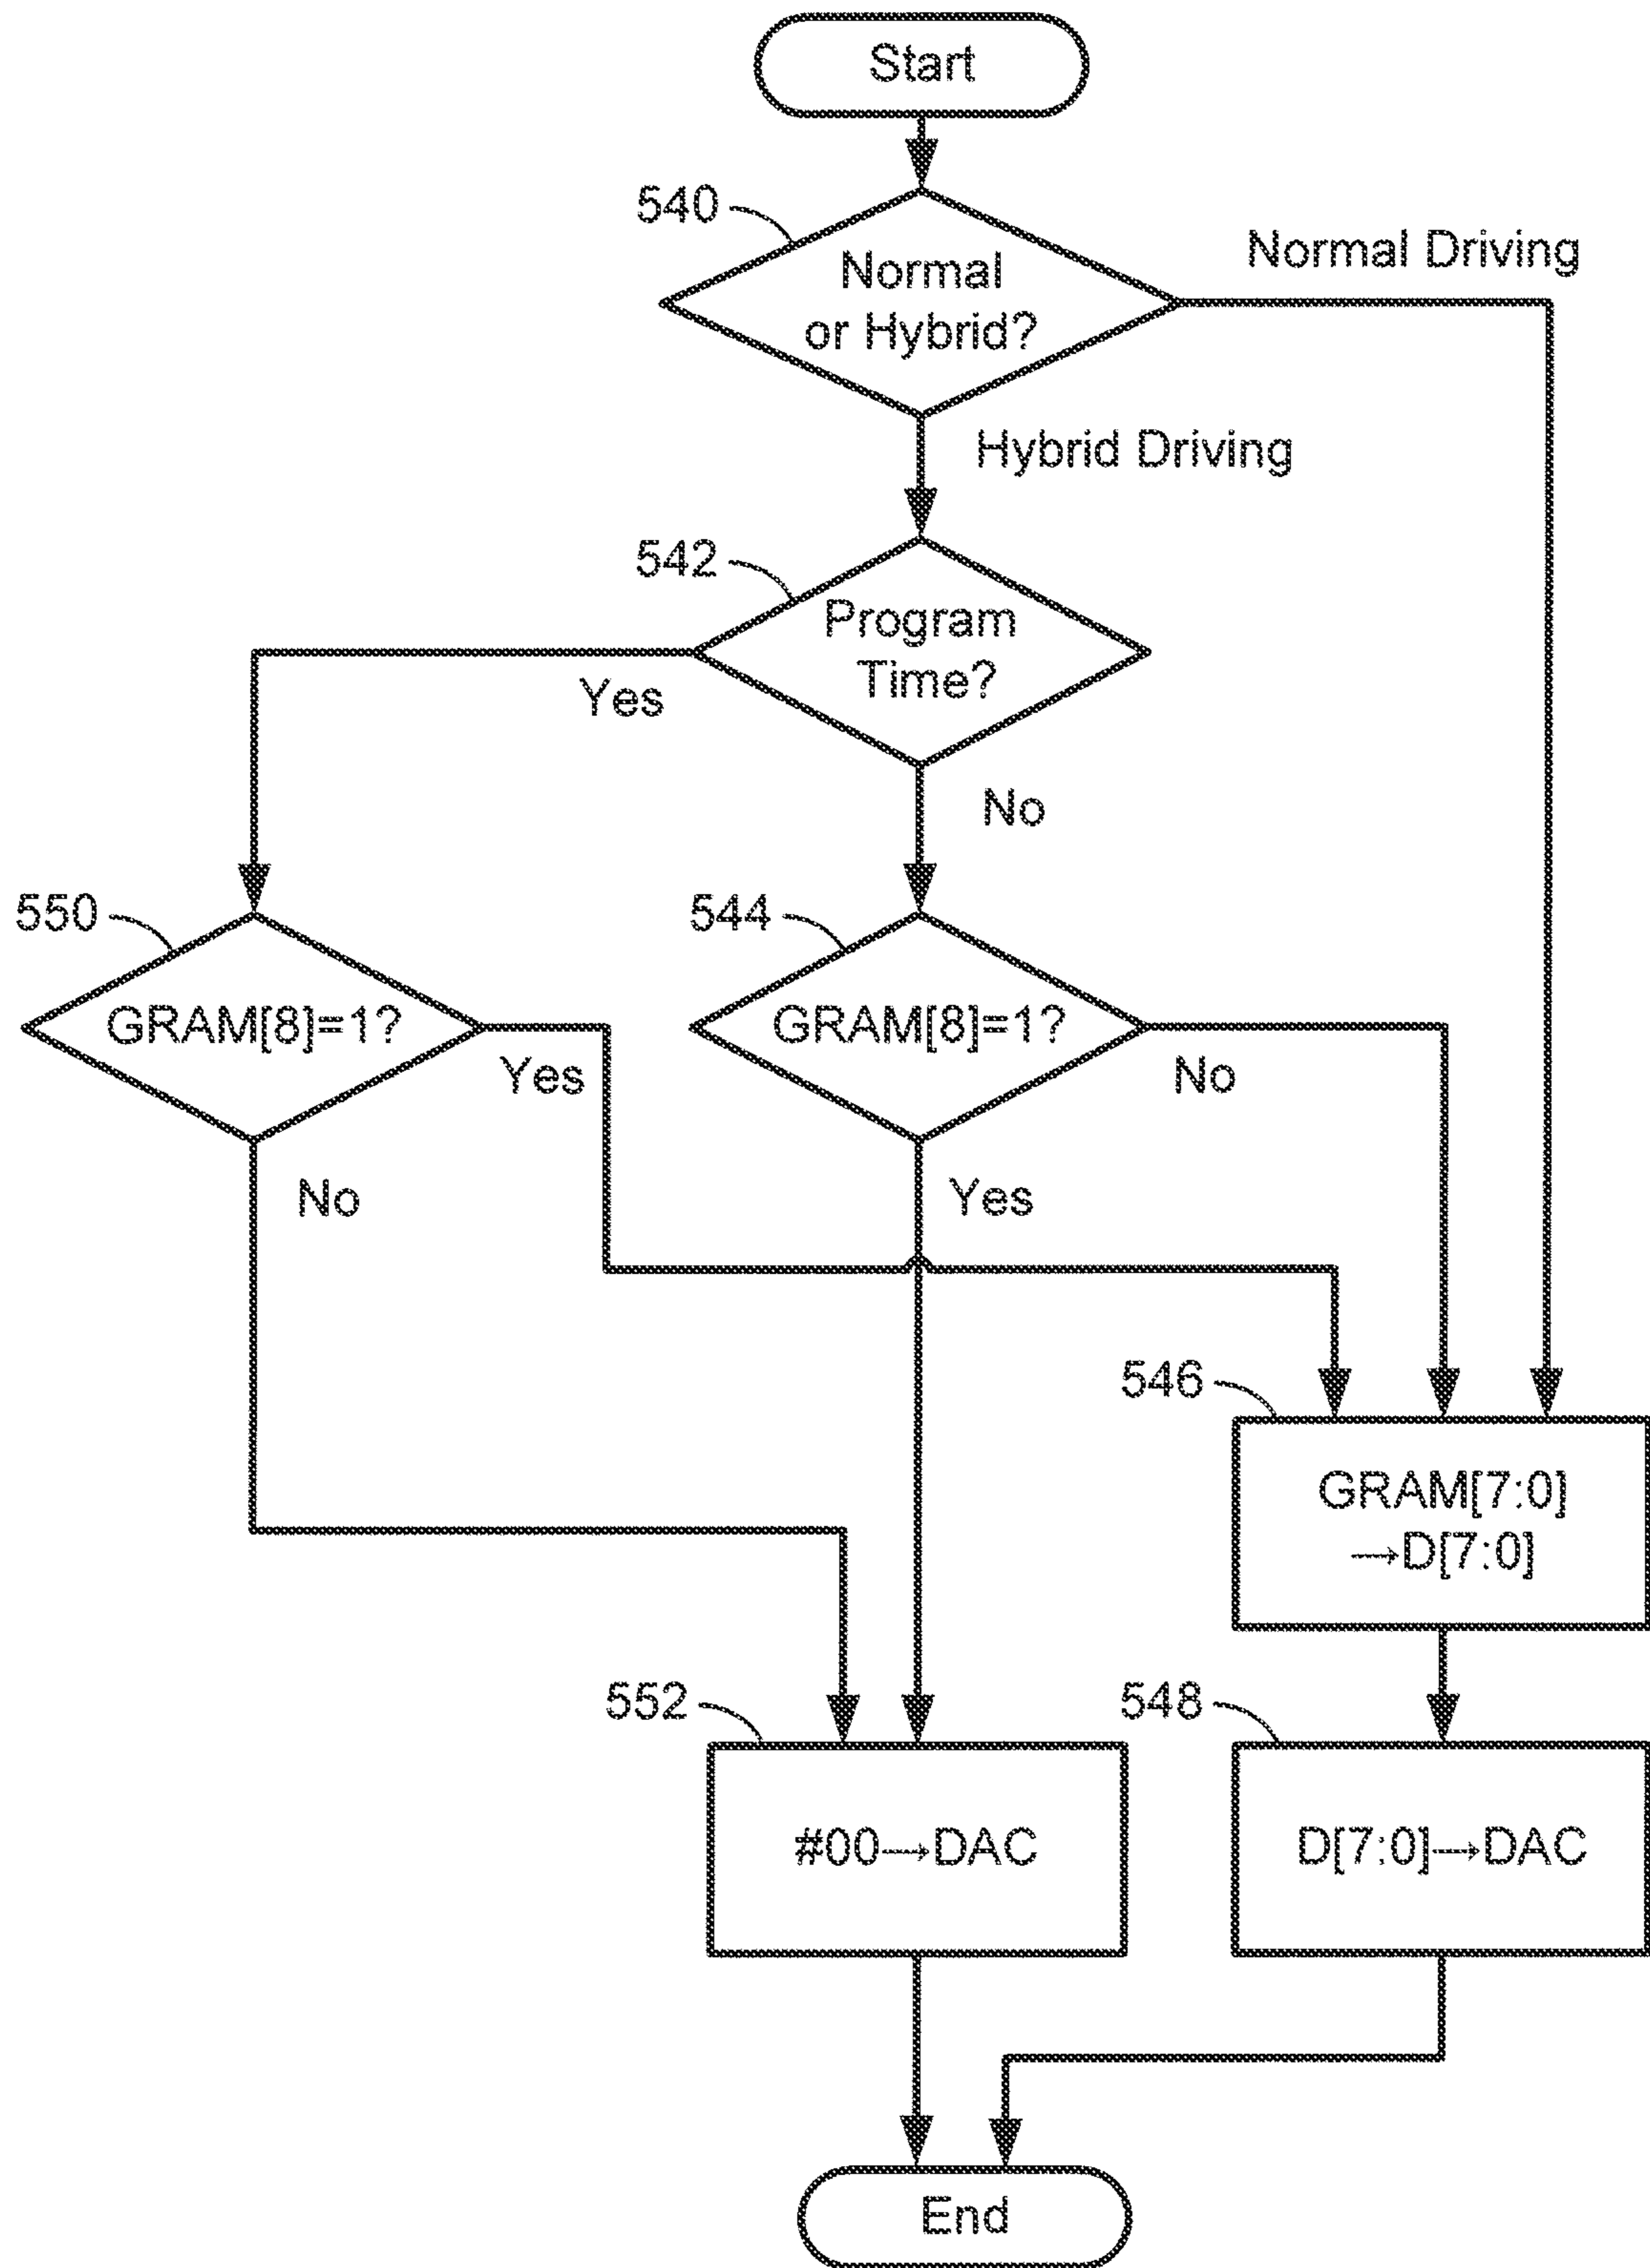 Start
540
Normal
or Hybrid?
Normal Driving
Hybrid Driving
542
Program
Time?
Yes
No
550
GRAM[8]=1?
Yes
No
544
GRAM[8]=1?
No
Yes
546
GRAM[7:0]
→D[7:0]
552
#00→DAC
548
D[7:0]→DAC
End